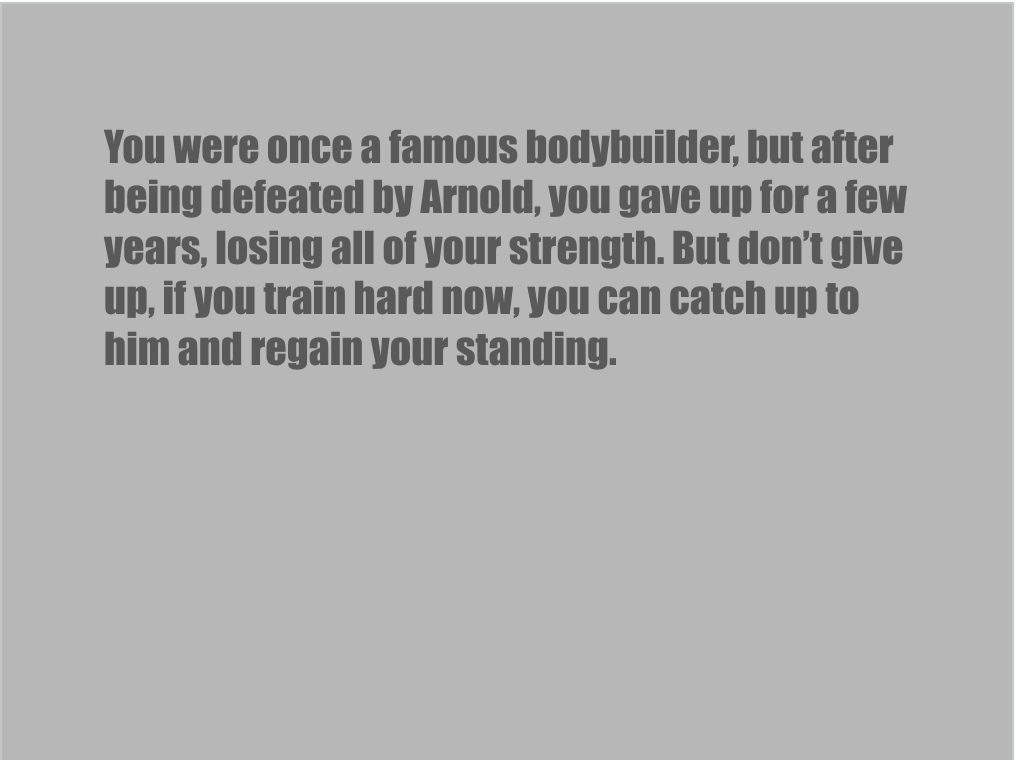 You were once a famous bodybuilder, but after
being defeated by Arnold, you gave up for a few
years, losing all of your strength. But don’t give
up, if you train hard now, you can catch up to
him and regain your standing.